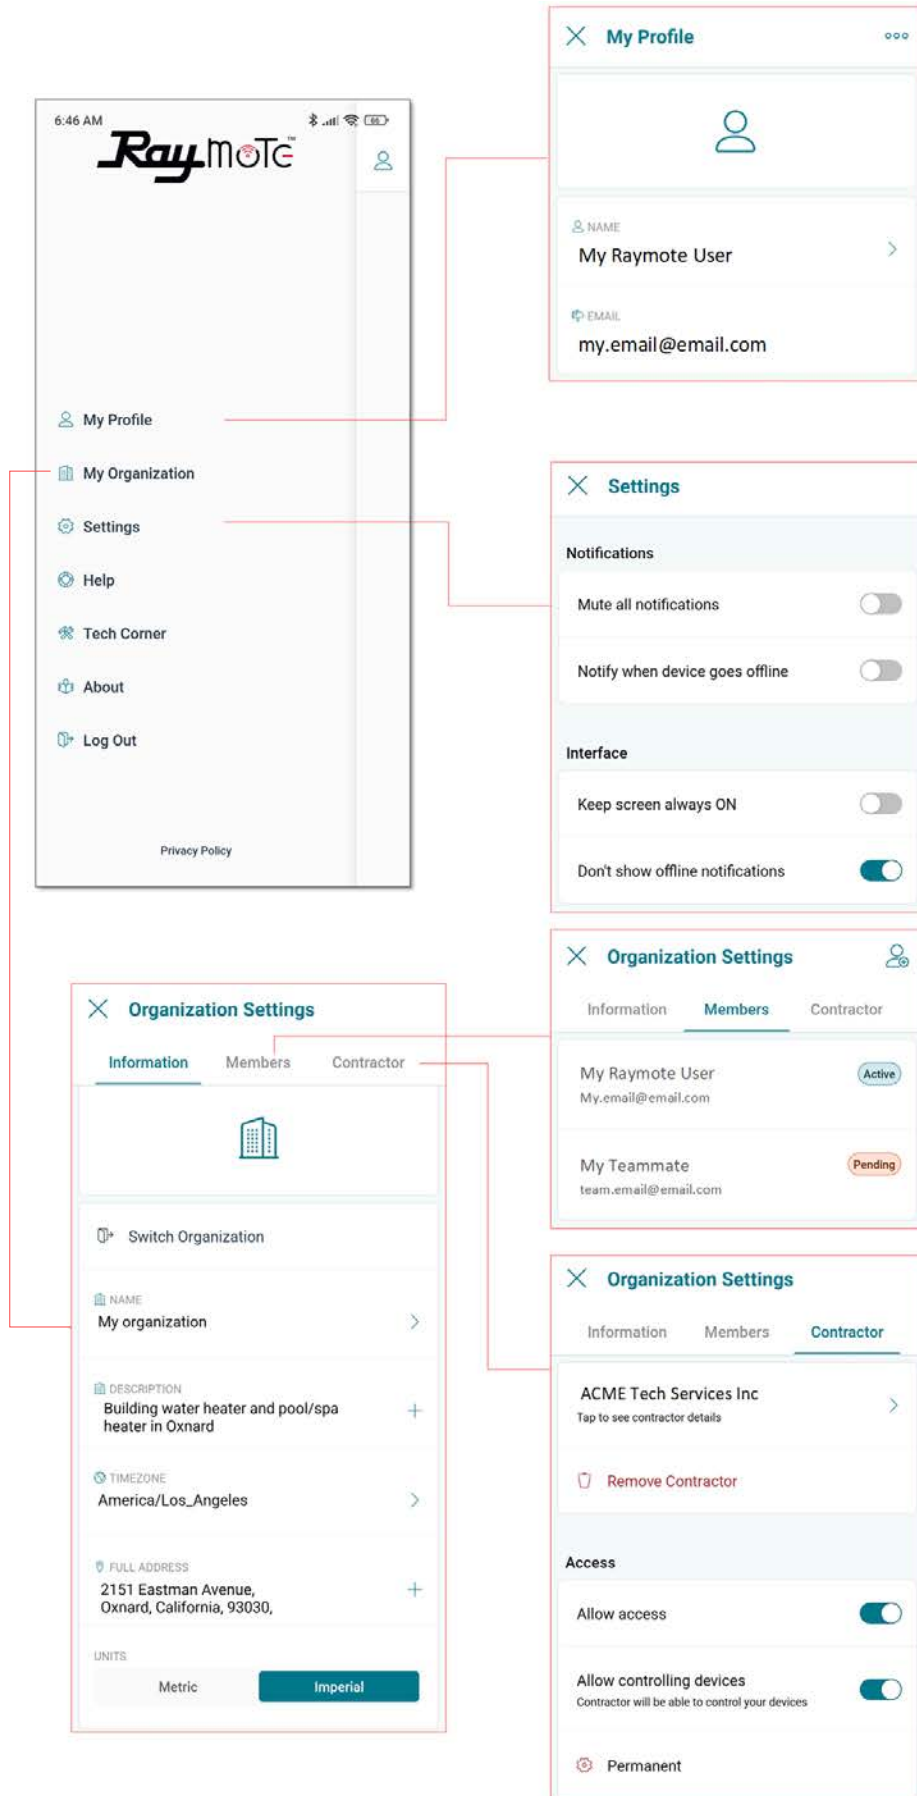 6:46 AM
66
RaymoTe™
My Profile
My Organization
Settings
Help
Tech Corner
About
Log Out
Privacy Policy
My Profile
NAME
My Raymote User
EMAIL
my.email@email.com
Settings
Notifications
Mute all notifications
Notify when device goes offline
Interface
Keep screen always ON
Don't show offline notifications
Organization Settings
Information Members Contractor
My Raymote User
Active
My.email@email.com
My Teammate
Pending
team.email@email.com
Organization Settings
Information Members Contractor
Switch Organization
NAME
My organization
DESCRIPTION
Building water heater and pool/spa
heater in Oxnard
TIMEZONE
America/Los_Angeles
FULL ADDRESS
2151 Eastman Avenue,
Oxnard, California, 93030,
UNITS
Metric Imperial
Organization Settings
Information Members Contractor
ACME Tech Services Inc
Tap to see contractor details
Remove Contractor
Access
Allow access
Allow controlling devices
Contractor will be able to control your devices
Permanent